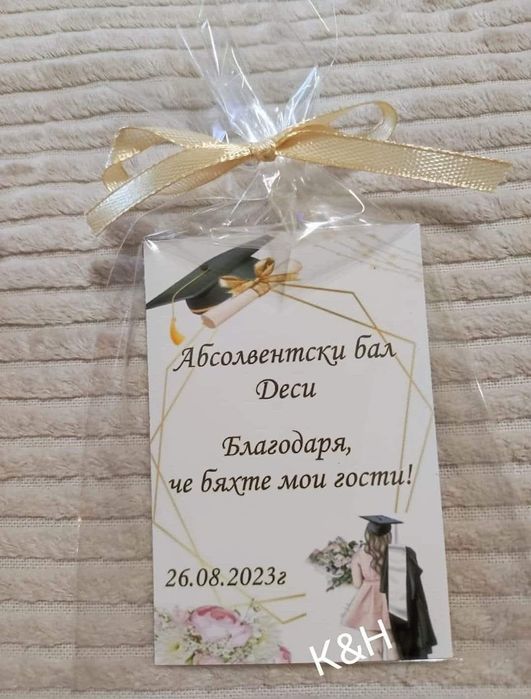 Абсолвентски бал
Деси
Благодаря,
че бяхте мои гости!
26.08.2023г
K&H